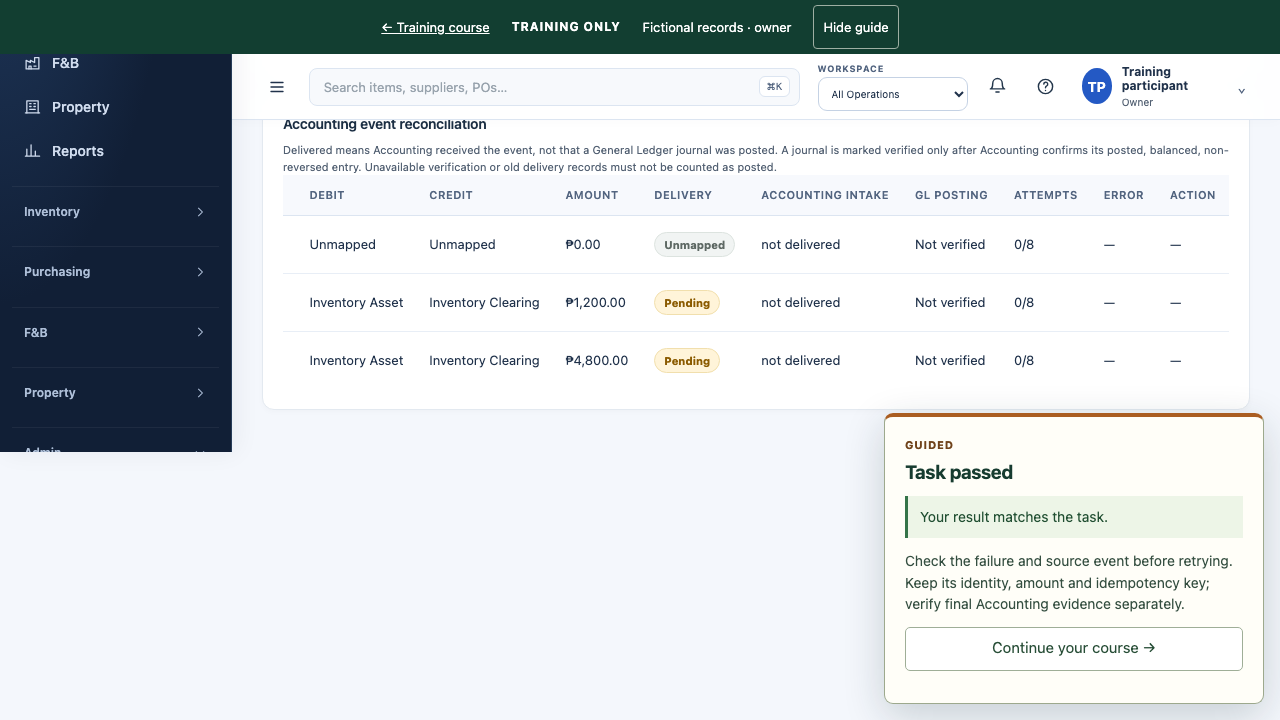 ← Training course
TRAINING ONLY
Fictional records · owner
Hide guide
F&B
Property
Reports
Inventory
Purchasing
F&B
Property
Admin
Search items, suppliers, POs...
⌘K
WORKSPACE
All Operations
TP
Training participant
Owner
Accounting event reconciliation
Delivered means Accounting received the event, not that a General Ledger journal was posted. A journal is marked verified only after Accounting confirms its posted, balanced, non-
reversed entry. Unavailable verification or old delivery records must not be counted as posted.
DEBIT CREDIT AMOUNT DELIVERY ACCOUNTING INTAKE GL POSTING ATTEMPTS ERROR ACTION
Unmapped Unmapped ₱0.00 Unmapped not delivered Not verified 0/8 — —
Inventory Asset Inventory Clearing ₱1,200.00 Pending not delivered Not verified 0/8 — —
Inventory Asset Inventory Clearing ₱4,800.00 Pending not delivered Not verified 0/8 — —
GUIDED
Task passed
Your result matches the task.
Check the failure and source event before retrying.
Keep its identity, amount and idempotency key;
verify final Accounting evidence separately.
Continue your course →